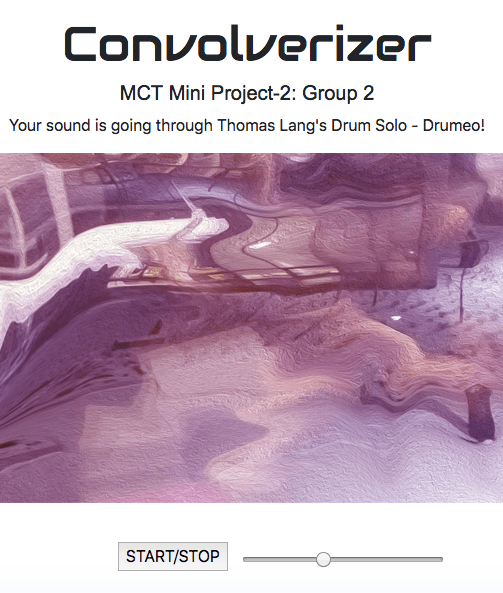 Convolverizer
MCT Mini Project-2: Group 2
Your sound is going through Thomas Lang's Drum Solo - Drumeo!
START/STOP